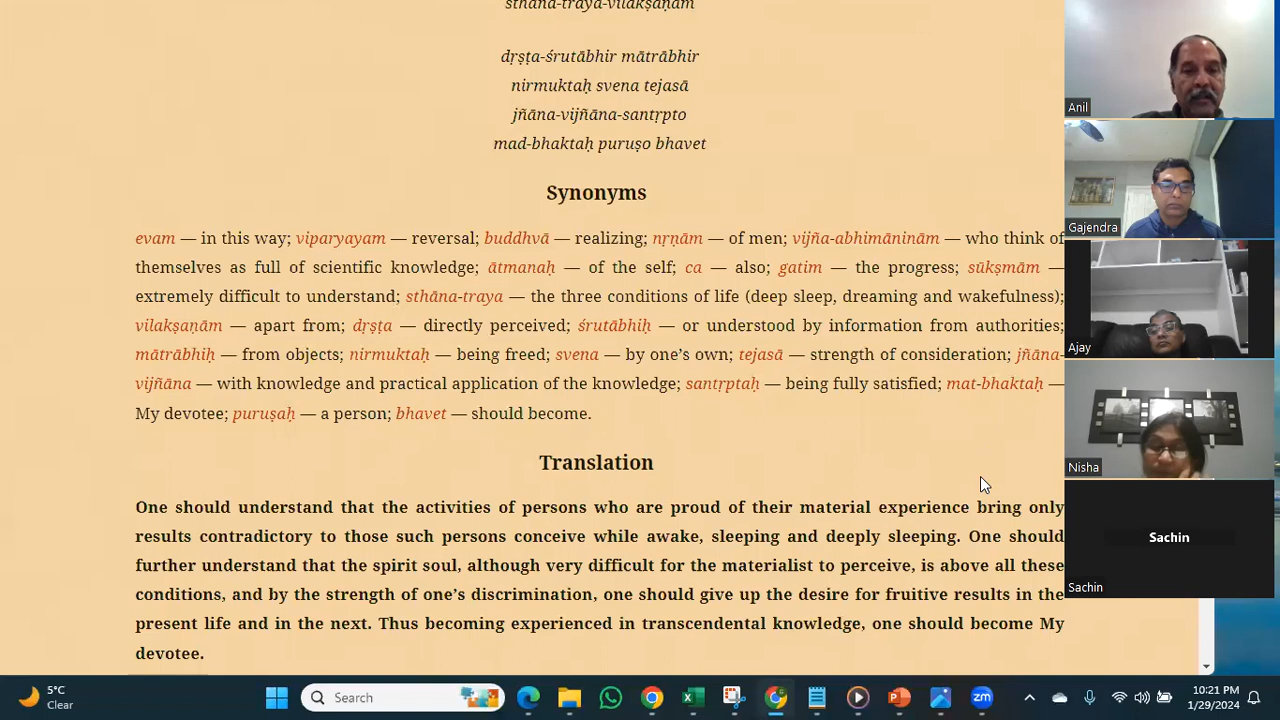 sthāna-traya-vilakṣaṇam
dṛṣṭa-śrutābhir mātrābhir
nirmuktaḥ svena tejasā
jñāna-vijñāna-santṛpto
mad-bhaktaḥ puruṣo bhavet
Synonyms
evam — in this way; viparyayam — reversal; buddhvā — realizing; nṛṇām — of men; vijña-abhimāninām — who think of
themselves as full of scientific knowledge; ātmanaḥ — of the self; ca — also; gatim — the progress; sūkṣmām —
extremely difficult to understand; sthāna-traya — the three conditions of life (deep sleep, dreaming and wakefulness);
vilakṣaṇām — apart from; dṛṣṭa — directly perceived; śrutābhiḥ — or understood by information from authorities;
mātrābhiḥ — from objects; nirmuktaḥ — being freed; svena — by one’s own; tejasā — strength of consideration; jñāna-
vijñāna — with knowledge and practical application of the knowledge; santṛptaḥ — being fully satisfied; mat-bhaktaḥ —
My devotee; puruṣaḥ — a person; bhavet — should become.
Translation
One should understand that the activities of persons who are proud of their material experience bring only
results contradictory to those such persons conceive while awake, sleeping and deeply sleeping. One should
further understand that the spirit soul, although very difficult for the materialist to perceive, is above all these
conditions, and by the strength of one’s discrimination, one should give up the desire for fruitive results in the
present life and in the next. Thus becoming experienced in transcendental knowledge, one should become My
devotee.
Anil
Gajendra
Ajay
Nisha
Sachin
Sachin
5°C
Clear
Search
zm
10:21 PM
1/29/2024